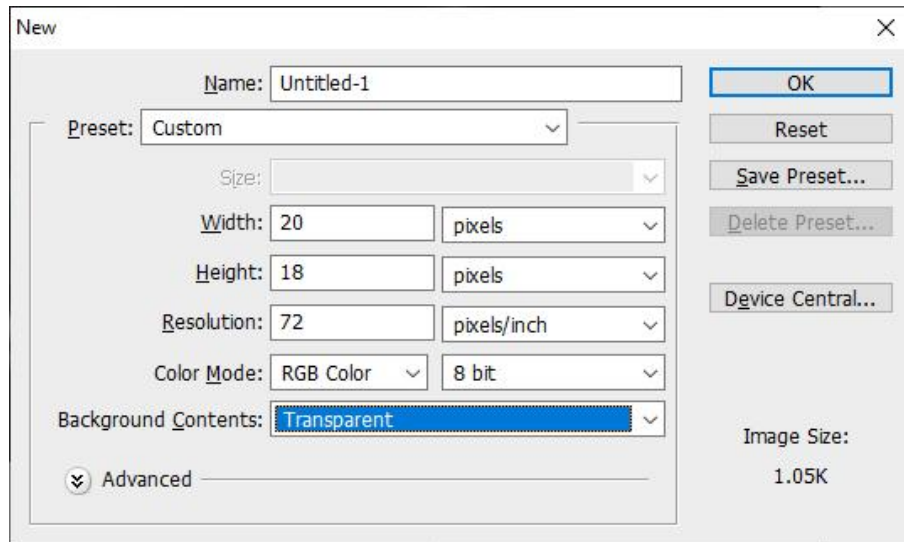 New
Name: Untitled-1
OK
Preset: Custom
Reset
Size:
Save Preset...
Width: 20 pixels
Delete Preset...
Height: 18 pixels
Device Central...
Resolution: 72 pixels/inch
Color Mode: RGB Color 8 bit
Background Contents: Transparent
Image Size:
1.05K
Advanced